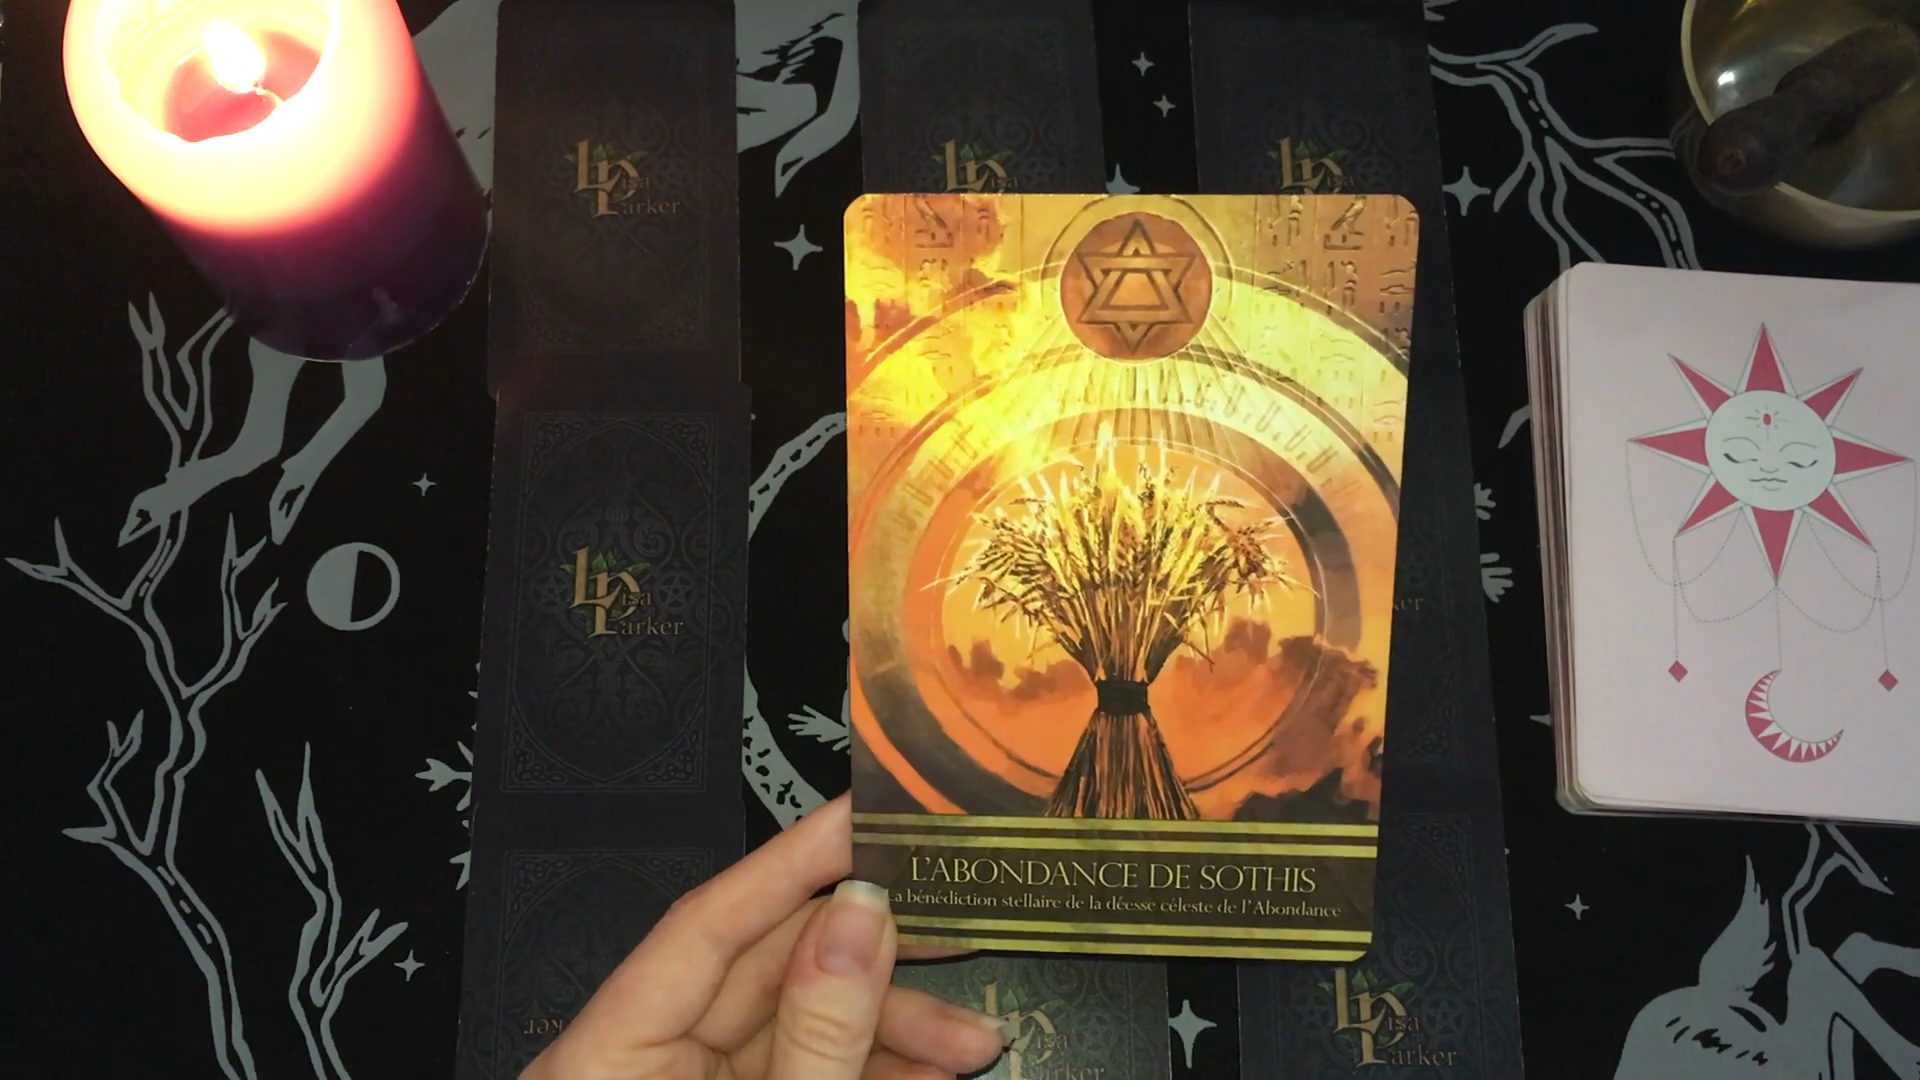 Lisa
Parker
Lisa
Lisa
Lisa
Parker
L'ABONDANCE DE SOTHIS
La bénédiction stellaire de la déesse céleste de l'Abondance
Lisa
Parker
Lisa
Parker